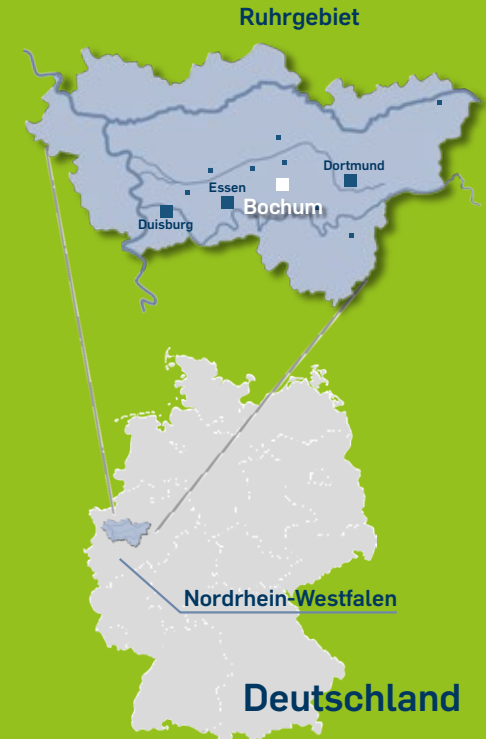 Ruhrgebiet
Dortmund
Essen
Bochum
Duisburg
Nordrhein-Westfalen
Deutschland